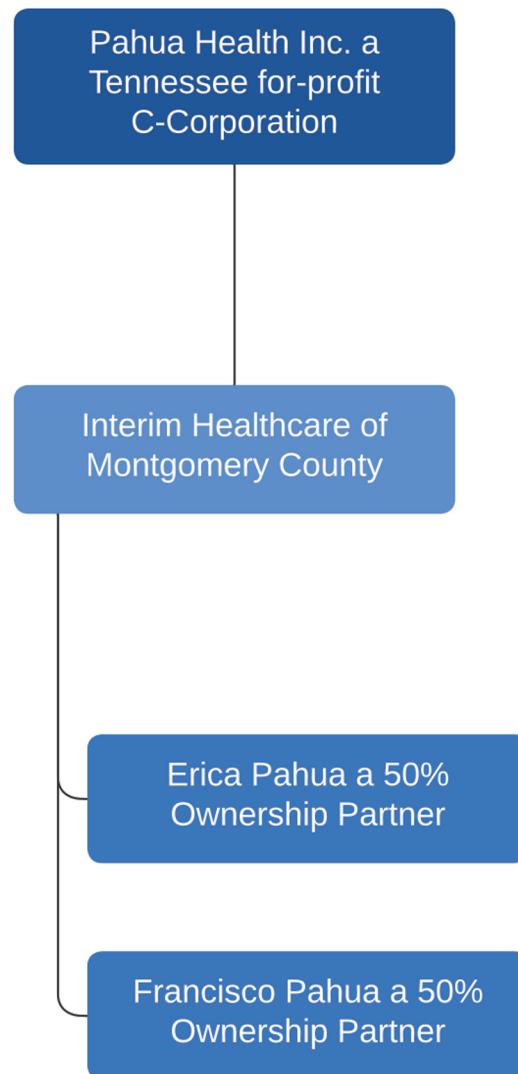 Pahua Health Inc. a
Tennessee for-profit
C-Corporation
Interim Healthcare of
Montgomery County
Erica Pahua a 50%
Ownership Partner
Francisco Pahua a 50%
Ownership Partner